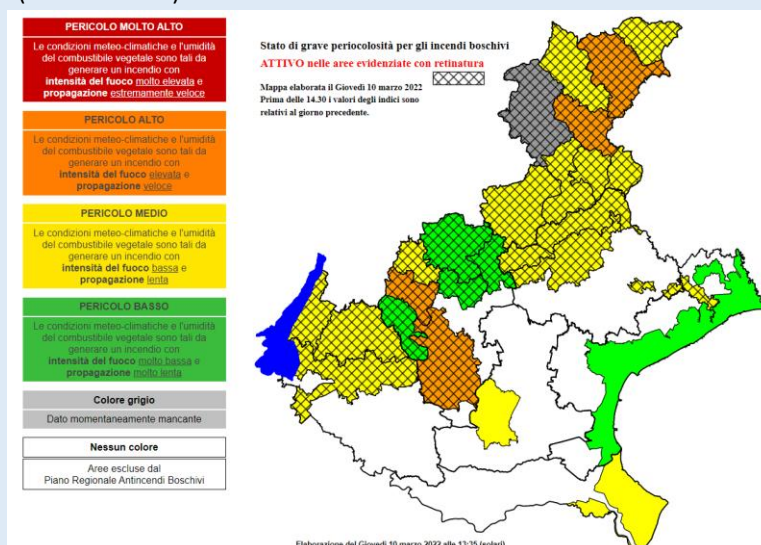 PERICOLO MOLTO ALTO
Le condizioni meteo-climatiche e l'umidità
del combustibile vegetale sono tali da
generare un incendio con
intensità del fuoco molto elevata e
propagazione estremamente veloce
PERICOLO ALTO
Le condizioni meteo-climatiche e l'umidità
del combustibile vegetale sono tali da
generare un incendio con
intensità del fuoco elevata e
propagazione veloce
PERICOLO MEDIO
Le condizioni meteo-climatiche e l'umidità
del combustibile vegetale sono tali da
generare un incendio con
intensità del fuoco bassa e
propagazione lenta
PERICOLO BASSO
Le condizioni meteo-climatiche e l'umidità
del combustibile vegetale sono tali da
generare un incendio con
intensità del fuoco molto bassa e
propagazione molto lenta
Colore grigio
Dato momentaneamente mancante
Nessun colore
Aree escluse dal
Piano Regionale Antincendi Boschivi
Stato di grave periocolosità per gli incendi boschivi
ATTIVO nelle aree evidenziate con retinatura
Mappa elaborata il Giovedì 10 marzo 2022
Prima delle 14.30 i valori degli indici sono
relativi al giorno precedente.
Elaborazione del Giovedì 10 marzo 2022 alle 13:35 (solari)